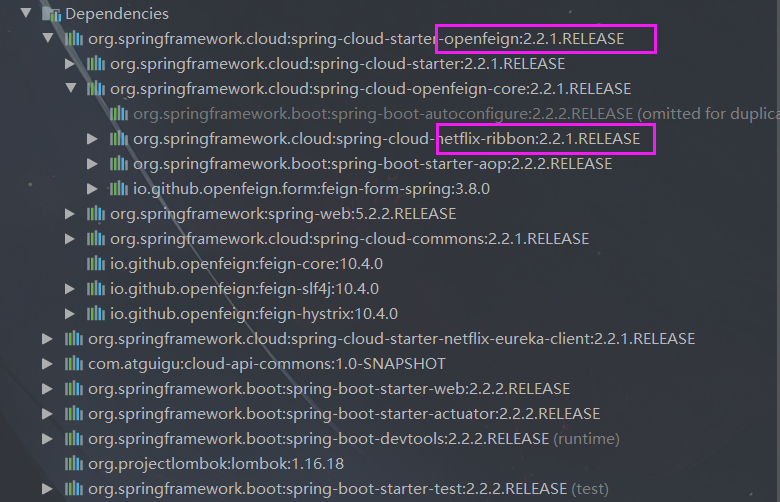 Dependencies
org.springframework.cloud:spring-cloud-starter-openfeign:2.2.1.RELEASE
org.springframework.cloud:spring-cloud-starter:2.2.1.RELEASE
org.springframework.cloud:spring-cloud-openfeign-core:2.2.1.RELEASE
org.springframework.boot:spring-boot-autoconfigure:2.2.2.RELEASE (omitted for duplica
org.springframework.cloud:spring-cloud-netflix-ribbon:2.2.1.RELEASE
org.springframework.boot:spring-boot-starter-aop:2.2.2.RELEASE
io.github.openfeign.form:feign-form-spring:3.8.0
org.springframework:spring-web:5.2.2.RELEASE
org.springframework.cloud:spring-cloud-commons:2.2.1.RELEASE
io.github.openfeign:feign-core:10.4.0
io.github.openfeign:feign-slf4j:10.4.0
io.github.openfeign:feign-hystrix:10.4.0
org.springframework.cloud:spring-cloud-starter-netflix-eureka-client:2.2.1.RELEASE
com.atguigu:cloud-api-commons:1.0-SNAPSHOT
org.springframework.boot:spring-boot-starter-web:2.2.2.RELEASE
org.springframework.boot:spring-boot-starter-actuator:2.2.2.RELEASE
org.springframework.boot:spring-boot-devtools:2.2.2.RELEASE (runtime)
org.projectlombok:lombok:1.16.18
org.springframework.boot:spring-boot-starter-test:2.2.2.RELEASE (test)